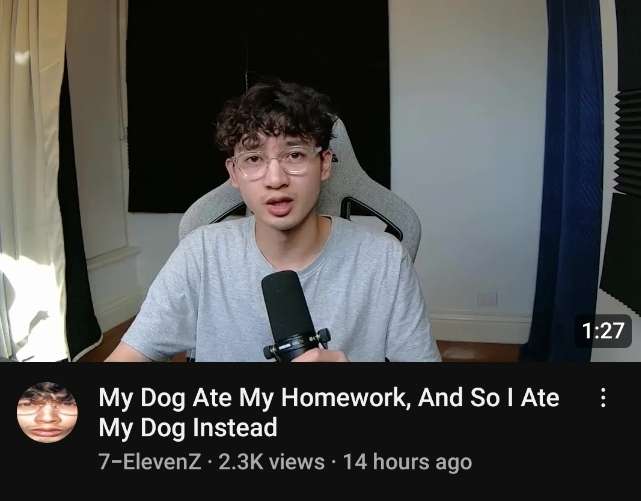 1:27
My Dog Ate My Homework, And So I Ate
My Dog Instead
7-ElevenZ · 2.3K views · 14 hours ago